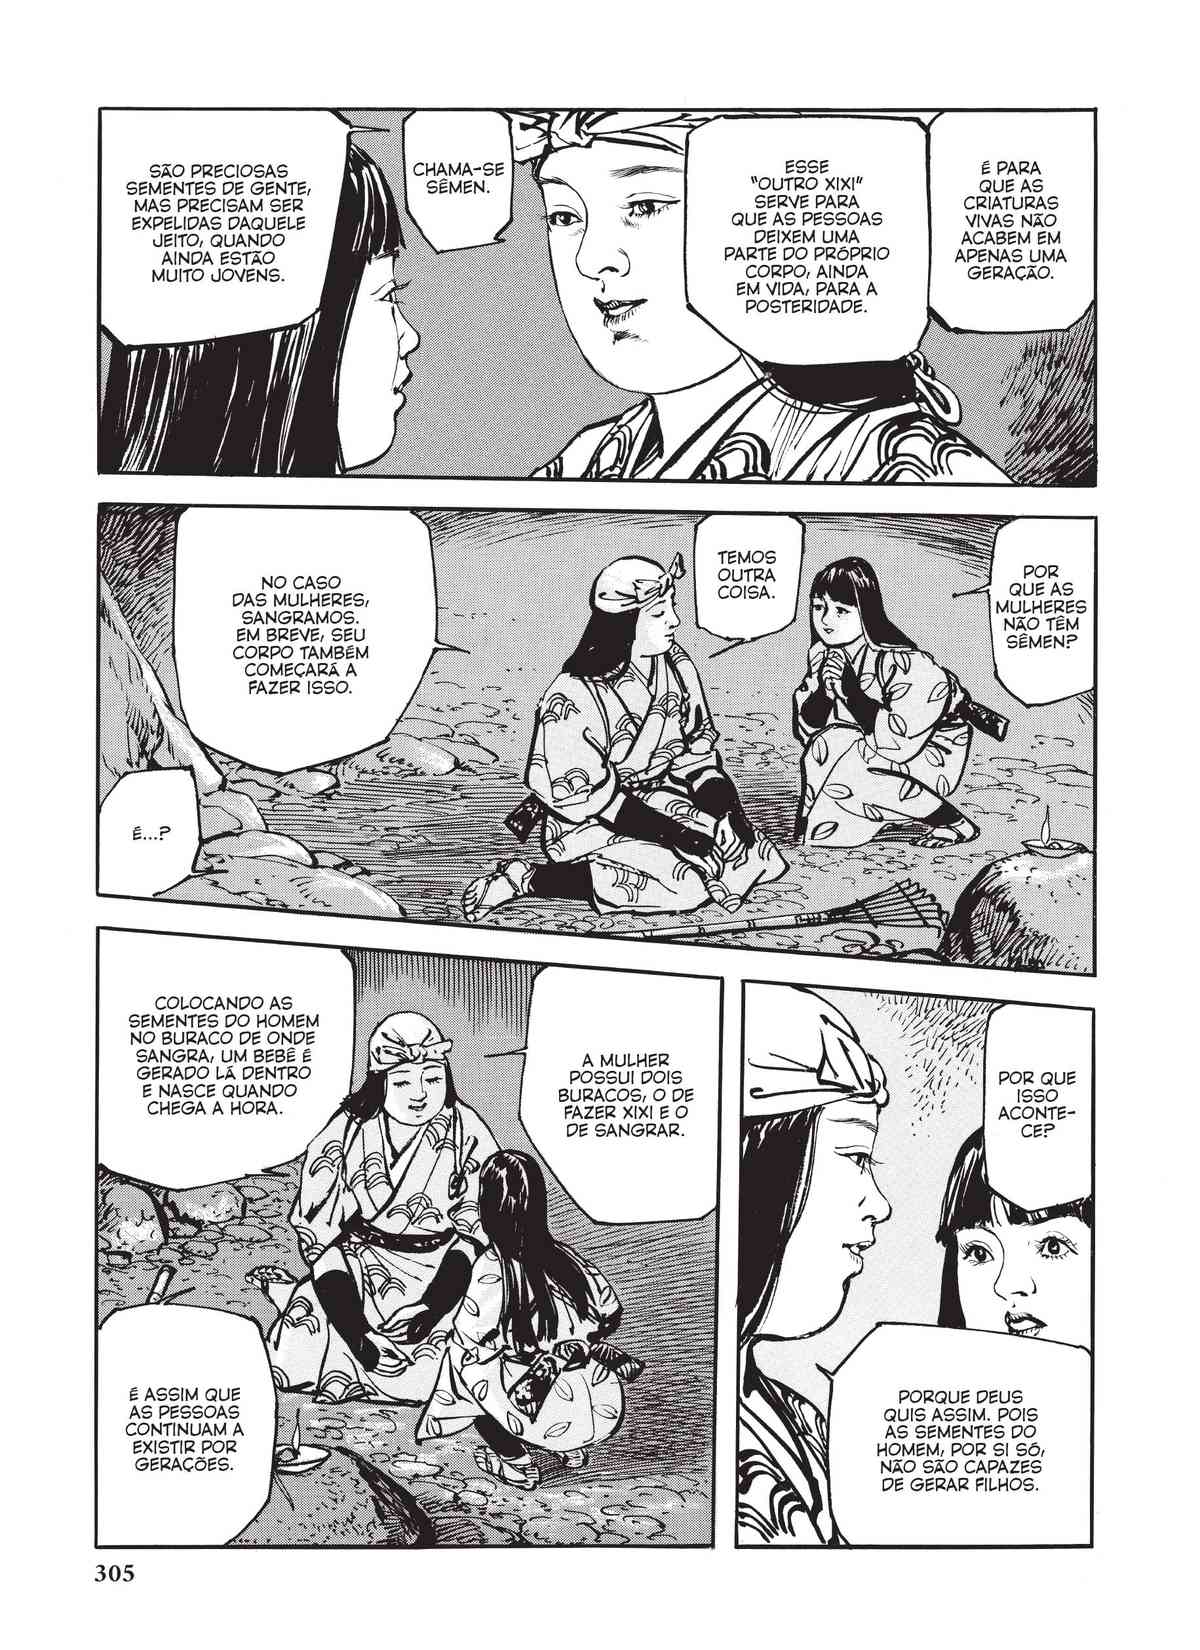 É PARA
QUE AS
CRIATURAS
VIVAS NÃO
ACABEM EM
APENAS UMA
GERAÇÃO.
ESSE
"OUTRO XIXI"
SERVE PARA
QUE AS PESSOAS
DEIXEM UMA
PARTE DO PRÓPRIO
CORPO, AINDA
EM VIDA, PARA A
POSTERIDADE.
CHAMA-SE
SÊMEN.
SÃO PRECIOSAS
SEMENTES DE GENTE,
MAS PRECISAM SER
EXPELIDAS DAQUELE
JEITO, QUANDO
AINDA ESTÃO
MUITO JOVENS.
POR
QUE AS
MULHERES
NÃO TÊM
SÊMEN?
TEMOS
OUTRA
COISA.
NO CASO
DAS MULHERES,
SANGRAMOS.
EM BREVE, SEU
CORPO TAMBÉM
COMEÇARÁ A
FAZER ISSO.
É...?
POR QUE
ISSO
ACONTE-
CE?
PORQUE DEUS
QUIS ASSIM. POIS
AS SEMENTES DO
HOMEM, POR SI SÓ,
NÃO SÃO CAPAZES
DE GERAR FILHOS.
A MULHER
POSSUI DOIS
BURACOS, O DE
FAZER XIXI E O
DE SANGRAR.
COLOCANDO AS
SEMENTES DO HOMEM
NO BURACO DE ONDE
SANGRA, UM BEBÊ É
GERADO LÁ DENTRO
E NASCE QUANDO
CHEGA A HORA.
É ASSIM QUE
AS PESSOAS
CONTINUAM A
EXISTIR POR
GERAÇÕES.
305